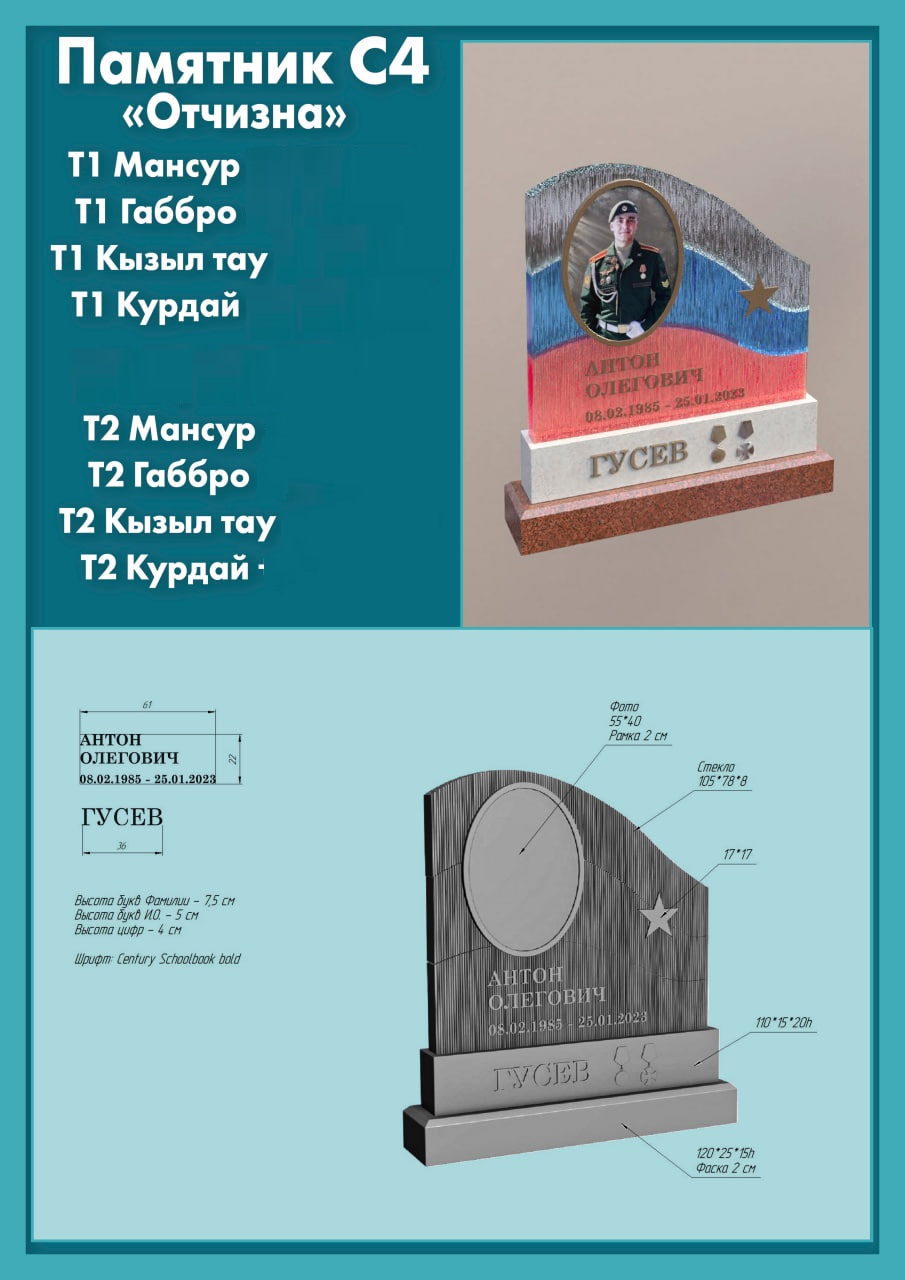 Памятник С4
«Отчизна»
Т1 Мансур
Т1 Габбро
Т1 Кызыл тау
Т1 Курдай
Т2 Мансур
Т2 Габбро
Т2 Кызыл тау
Т2 Курдай -
АНТОН
ОЛЕГОВИЧ
08.02.1985 - 25.01.2023
ГУСЕВ
61
АНТОН
ОЛЕГОВИЧ
08.02.1985 - 25.01.2023
22
ГУСЕВ
36
Высота букв Фамилии – 7,5 см
Высота букв И.О. – 5 см
Высота цифр – 4 см
Шрифт: Century Schoolbook bold
Фото
55*40
Рамка 2 см
Стекло
105*78*8
17*17
АНТОН
ОЛЕГОВИЧ
08.02.1985 - 25.01.2023
110*15*20h
ГУСЕВ
120*25*15h
Фаска 2 см